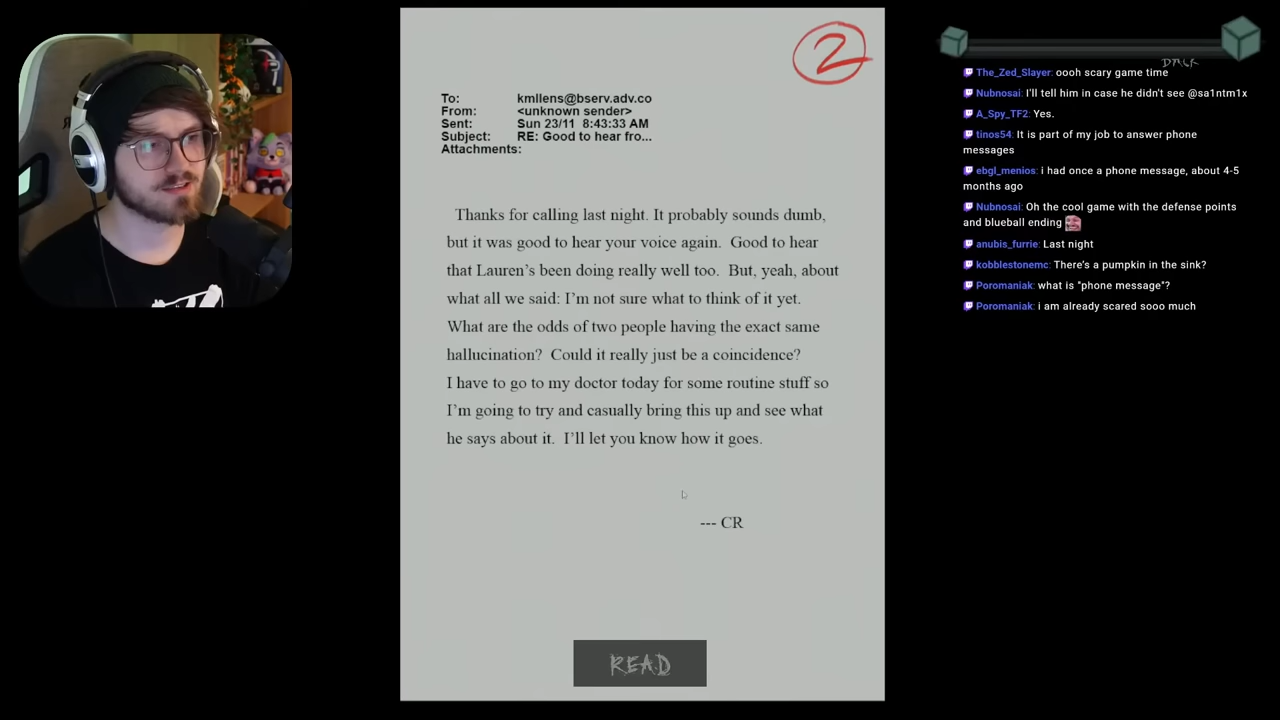 2
To: kmllens@bserv.adv.co
From: <unknown sender>
Sent: Sun 23/11 8:43:33 AM
Subject: RE: Good to hear fro...
Attachments:
Thanks for calling last night. It probably sounds dumb,
but it was good to hear your voice again. Good to hear
that Lauren's been doing really well too. But, yeah, about
what all we said: I'm not sure what to think of it yet.
What are the odds of two people having the exact same
hallucination? Could it really just be a coincidence?
I have to go to my doctor today for some routine stuff so
I'm going to try and casually bring this up and see what
he says about it. I'll let you know how it goes.
--- CR
READ
BACK
The_Zed_Slayer: oooh scary game time
Nubnosai: I'll tell him in case he didn't see @sa1ntm1x
A_Spy_TF2: Yes.
tinos54: It is part of my job to answer phone
messages
ebgl_menios: i had once a phone message, about 4-5
months ago
Nubnosai: Oh the cool game with the defense points
and blueball ending
anubis_furrie: Last night
kobblestonemc: There's a pumpkin in the sink?
Poromaniak: what is "phone message"?
Poromaniak: i am already scared sooo much